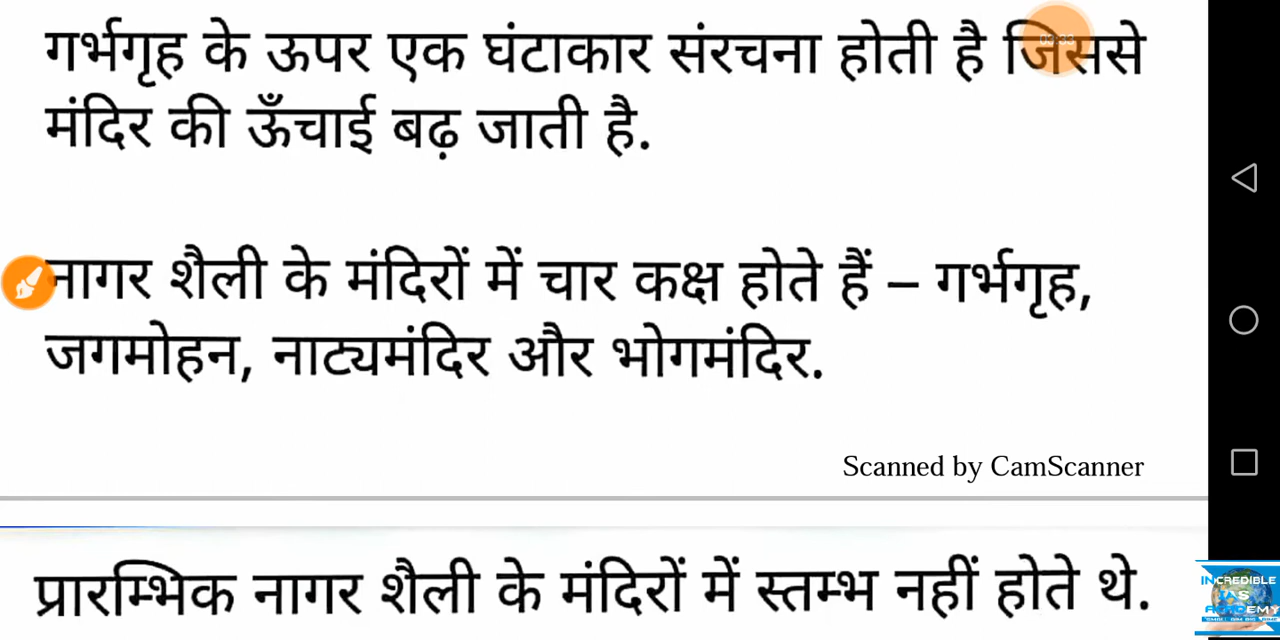 गर्भगृह के ऊपर एक घंटाकार संरचना होती है जिससे
मंदिर की ऊँचाई बढ़ जाती है.
नागर शैली के मंदिरों में चार कक्ष होते हैं – गर्भगृह,
जगमोहन, नाट्यमंदिर और भोगमंदिर.
Scanned by CamScanner
प्रारम्भिक नागर शैली के मंदिरों में स्तम्भ नहीं होते थे.
INCREDIBLE
IAS
ACADEMY